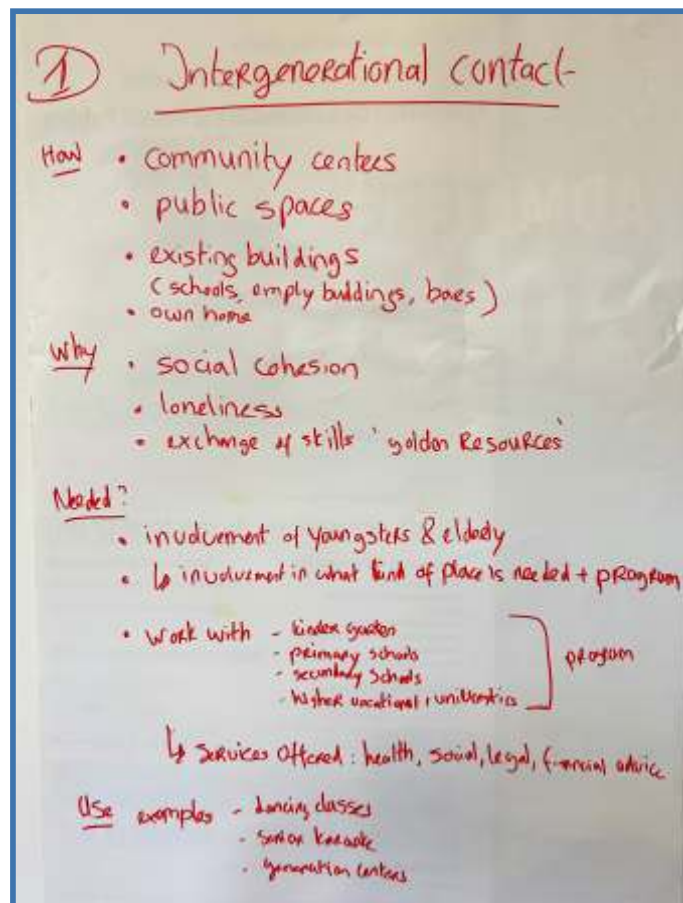 ① Intergenerational contact
How • community centers
• public spaces
• existing buildings
(schools, empty buildings, bars)
• own home
Why • social cohesion
• loneliness
• exchange of skills 'golden Resources'
Needed?
• involvement of youngsters & elderly
• ↳ involvement in what kind of place is needed + program
• Work with - kinder garten
- primary schools
- secundary schools
- higher vocational, universities
program
↳ Services offered: health, social, legal, financial advice
Use examples - dancing classes
- senior karaoke
- generation centers